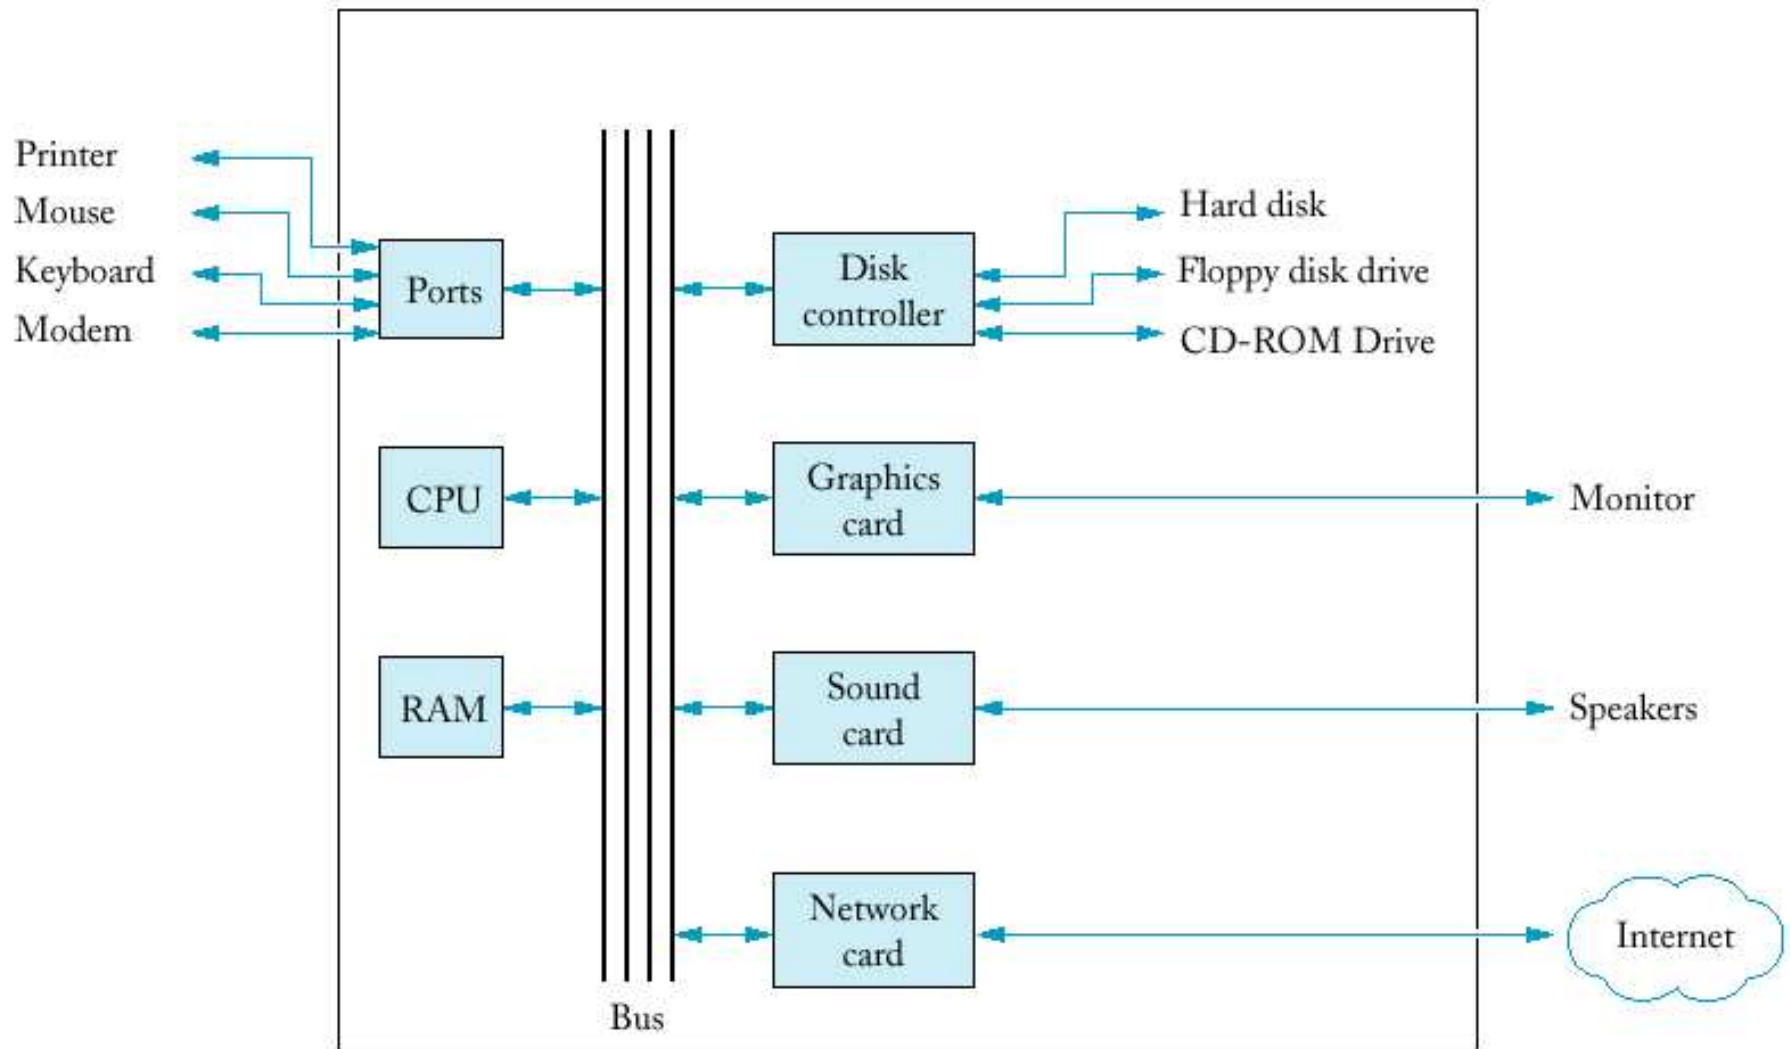 Printer
Mouse
Keyboard
Modem
Ports
Disk
controller
Hard disk
Floppy disk drive
CD-ROM Drive
CPU
Graphics
card
Monitor
RAM
Sound
card
Speakers
Network
card
Internet
Bus